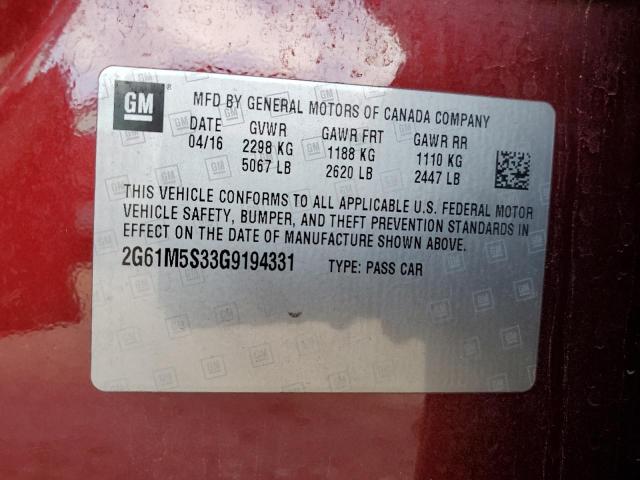 GM ® MFD BY GENERAL MOTORS OF CANADA COMPANY
DATE GVWR GAWR FRT GAWR RR
04/16 2298 KG 1188 KG 1110 KG
5067 LB 2620 LB 2447 LB
THIS VEHICLE CONFORMS TO ALL APPLICABLE U.S. FEDERAL MOTOR
VEHICLE SAFETY, BUMPER, AND THEFT PREVENTION STANDARDS IN
EFFECT ON THE DATE OF MANUFACTURE SHOWN ABOVE.
2G61M5S33G9194331 TYPE: PASS CAR